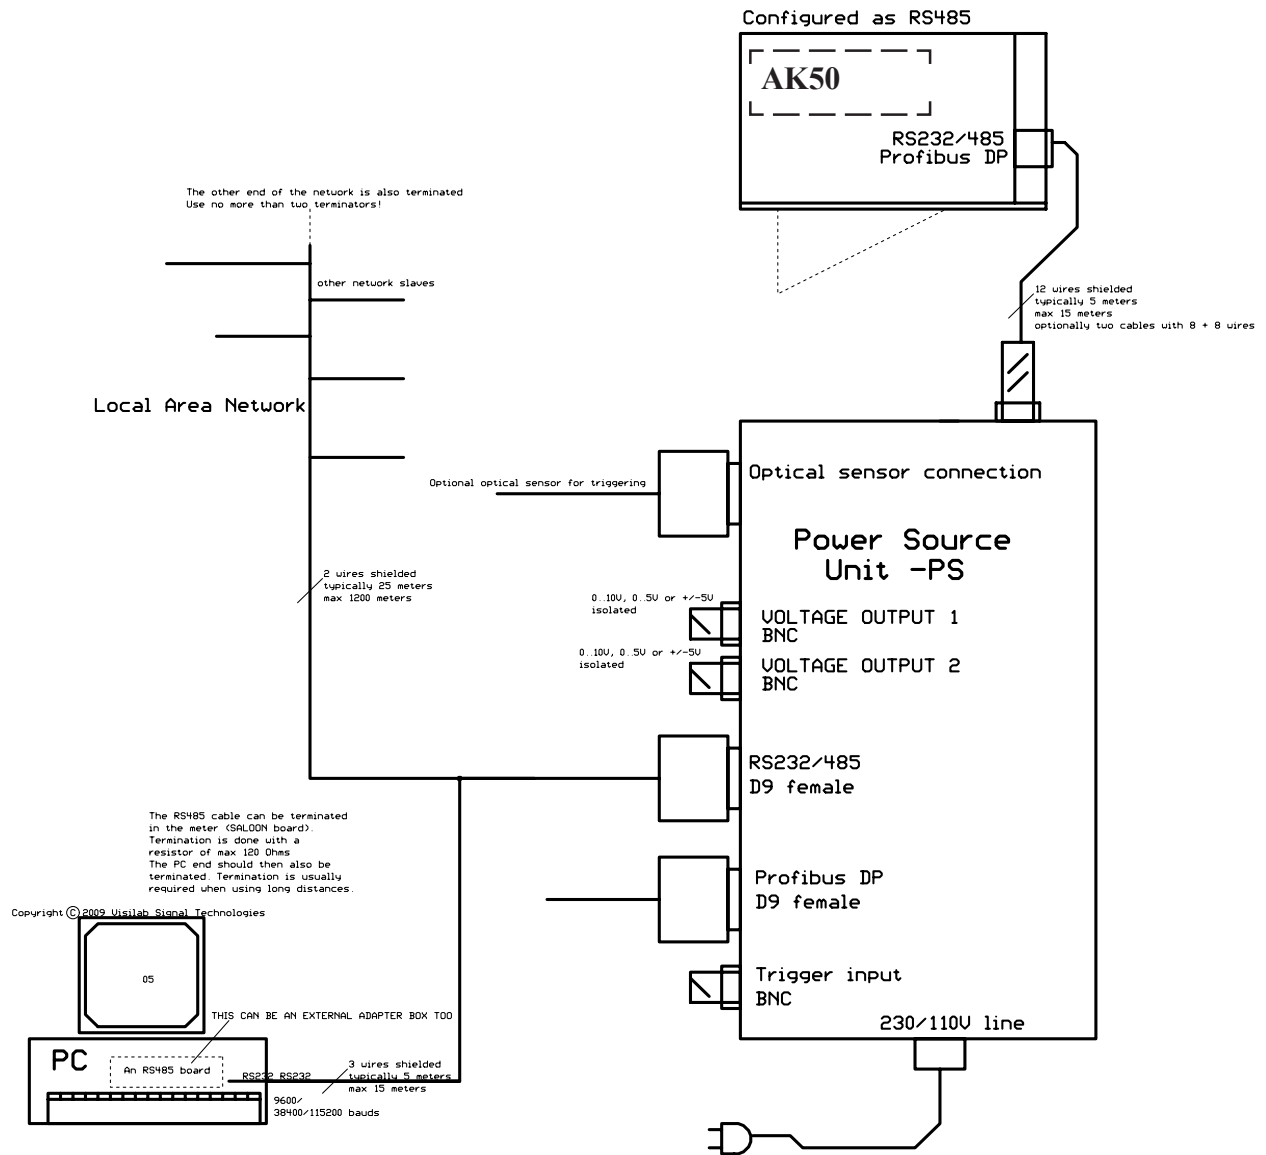 Configured as RS485
AK50
RS232/485
Profibus DP
The other end of the network is also terminated
Use no more than two terminators!
other network slaves
12 wires shielded
typically 5 meters
max 15 meters
optionally two cables with 8 + 8 wires
Local Area Network
Optional optical sensor for triggering
Optical sensor connection
Power Source
Unit -PS
2 wires shielded
typically 25 meters
max 1200 meters
0..10V, 0..5V or +/-5V
isolated
VOLTAGE OUTPUT 1
BNC
0..10V, 0..5V or +/-5V
isolated
VOLTAGE OUTPUT 2
BNC
RS232/485
D9 female
The RS485 cable can be terminated
in the meter (SALOON board).
Termination is done with a
resistor of max 120 Ohms
The PC end should then also be
terminated. Termination is usually
required when using long distances.
Profibus DP
D9 female
Copyright © 2009 Visilab Signal Technologies
05
Trigger input
BNC
THIS CAN BE AN EXTERNAL ADAPTER BOX TOO
230/110V line
PC
An RS485 board
RS232 RS232
3 wires shielded
typically 5 meters
max 15 meters
9600/
38400/115200 bauds